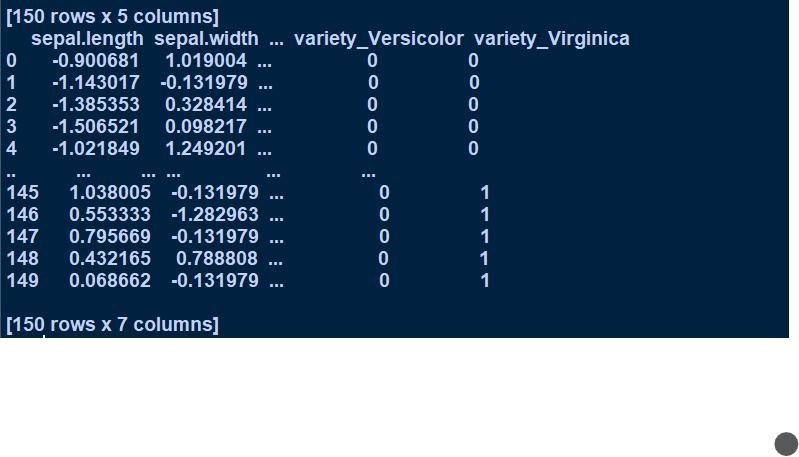 [150 rows x 5 columns]
sepal.length sepal.width ... variety_Versicolor variety_Virginica
0 -0.900681 1.019004 ... 0 0
1 -1.143017 -0.131979 ... 0 0
2 -1.385353 0.328414 ... 0 0
3 -1.506521 0.098217 ... 0 0
4 -1.021849 1.249201 ... 0 0
.. ... ... ... ... ...
145 1.038005 -0.131979 ... 0 1
146 0.553333 -1.282963 ... 0 1
147 0.795669 -0.131979 ... 0 1
148 0.432165 0.788808 ... 0 1
149 0.068662 -0.131979 ... 0 1
[150 rows x 7 columns]